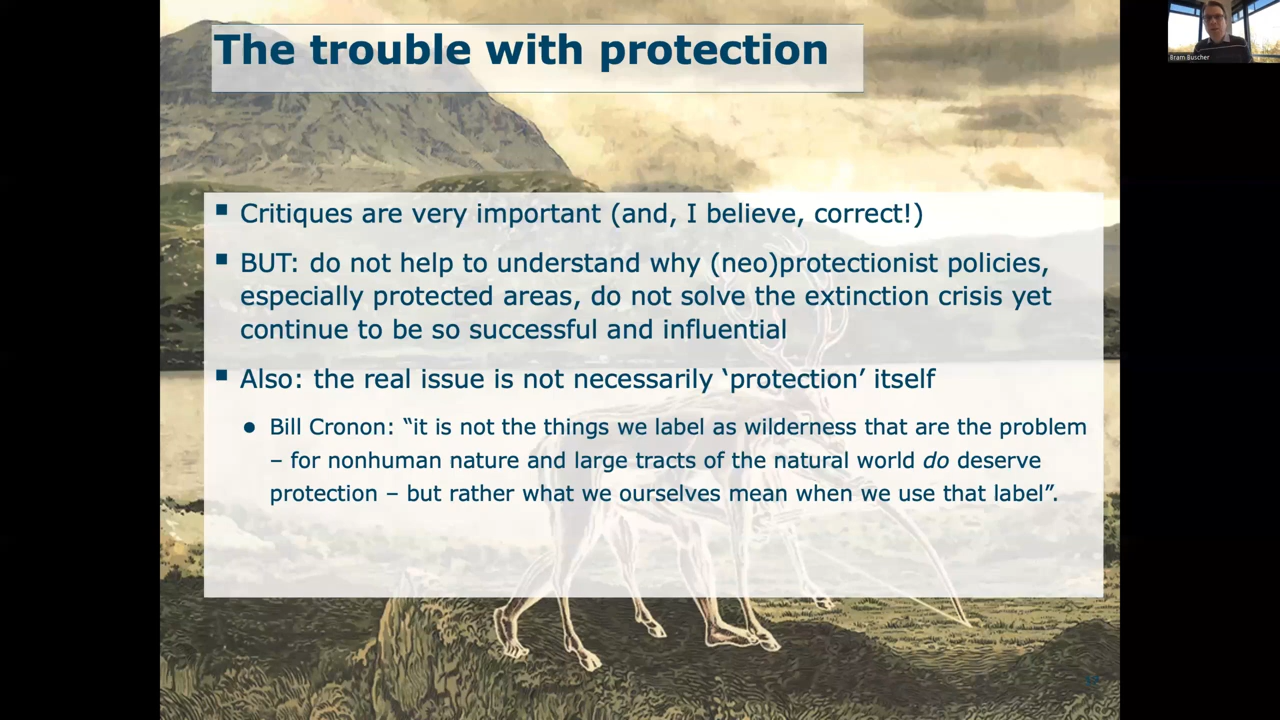 The trouble with protection
Bram Buscher
▪ Critiques are very important (and, I believe, correct!)
▪ BUT: do not help to understand why (neo)protectionist policies,
especially protected areas, do not solve the extinction crisis yet
continue to be so successful and influential
▪ Also: the real issue is not necessarily ‘protection’ itself
● Bill Cronon: “it is not the things we label as wilderness that are the problem
– for nonhuman nature and large tracts of the natural world do deserve
protection – but rather what we ourselves mean when we use that label”.